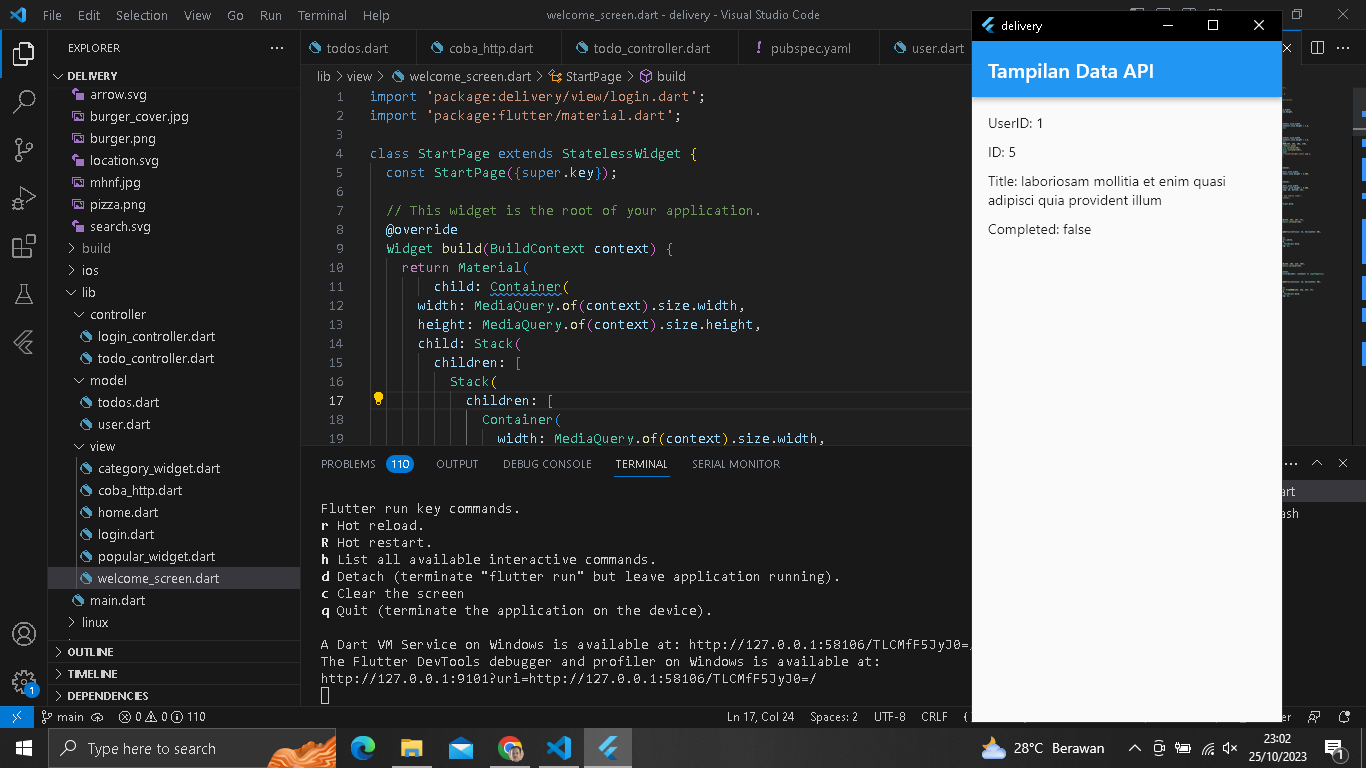 File Edit Selection View Go Run Terminal Help
welcome_screen.dart - delivery - Visual Studio Code
EXPLORER
DELIVERY
arrow.svg
burger_cover.jpg
burger.png
location.svg
mhnf.jpg
pizza.png
search.svg
build
ios
lib
controller
login_controller.dart
todo_controller.dart
model
todos.dart
user.dart
view
category_widget.dart
coba_http.dart
home.dart
login.dart
popular_widget.dart
welcome_screen.dart
main.dart
linux
OUTLINE
TIMELINE
DEPENDENCIES
todos.dart coba_http.dart todo_controller.dart ! pubspec.yaml user.dart
lib > view > welcome_screen.dart > StartPage > build
1 import 'package:delivery/view/login.dart';
2 import 'package:flutter/material.dart';
3
4 class StartPage extends StatelessWidget {
5 const StartPage({super.key});
6
7 // This widget is the root of your application.
8 @override
9 Widget build(BuildContext context) {
10 return Material(
11 child: Container(
12 width: MediaQuery.of(context).size.width,
13 height: MediaQuery.of(context).size.height,
14 child: Stack(
15 children: [
16 Stack(
17 children: [
18 Container(
19 width: MediaQuery.of(context).size.width,
PROBLEMS 110 OUTPUT DEBUG CONSOLE TERMINAL SERIAL MONITOR
Flutter run key commands.
r Hot reload.
R Hot restart.
h List all available interactive commands.
d Detach (terminate "flutter run" but leave application running).
c Clear the screen
q Quit (terminate the application on the device).
A Dart VM Service on Windows is available at: http://127.0.0.1:58106/TLCMfF5JyJ0=/
The Flutter DevTools debugger and profiler on Windows is available at:
http://127.0.0.1:9101?uri=http://127.0.0.1:58106/TLCMfF5JyJ0=/
art
ash
delivery
Tampilan Data API
UserID: 1
ID: 5
Title: laboriosam mollitia et enim quasi
adipisci quia provident illum
Completed: false
1
main 0 0 110 Ln 17, Col 24 Spaces: 2 UTF-8 CRLF {
Type here to search
28°C Berawan
23:02
25/10/2023
1